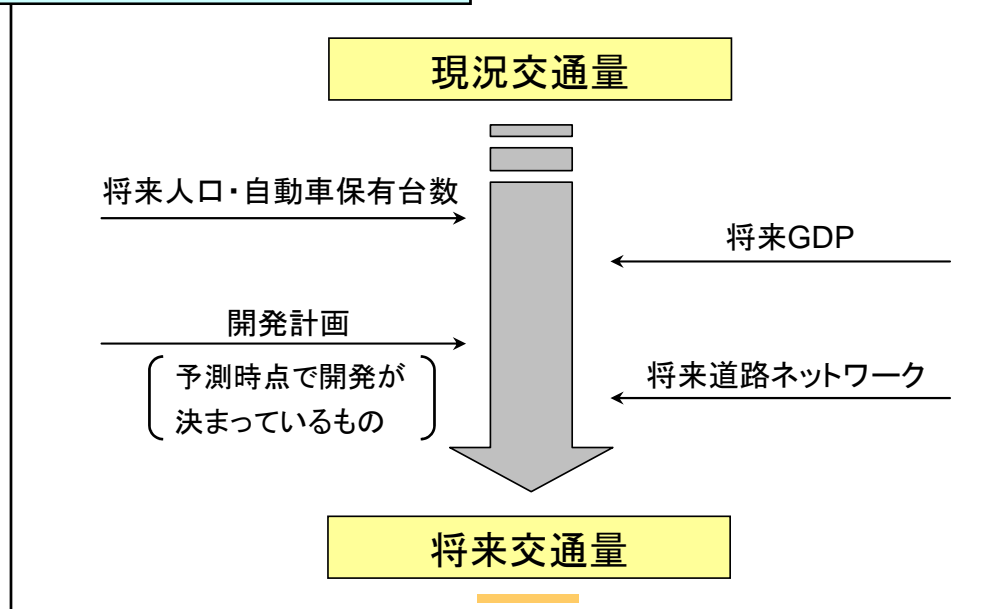 現況交通量
将来人口・自動車保有台数
将来GDP
開発計画
予測時点で開発が
決まっているもの
将来道路ネットワーク
将来交通量